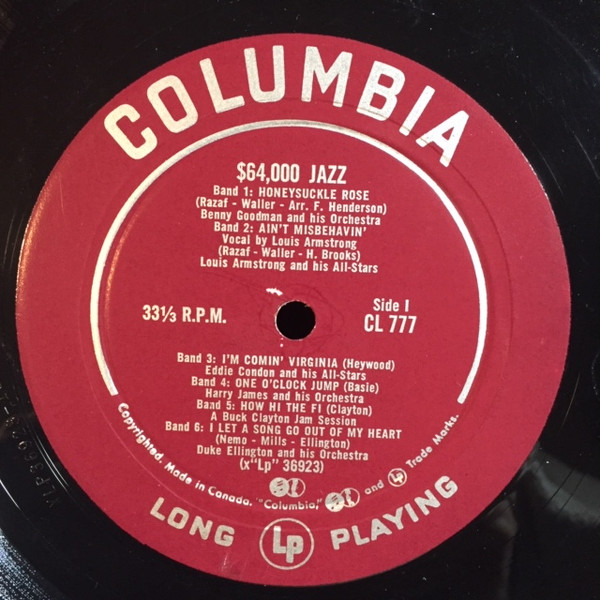 COLUMBIA
$64,000 JAZZ
Band 1: HONEYSUCKLE ROSE
(Razaf - Waller - Arr. F. Henderson)
Benny Goodman and his Orchestra
Band 2: AIN'T MISBEHAVIN'
Vocal by Louis Armstrong
(Razaf - Waller - H. Brooks)
Louis Armstrong and his All-Stars
33⅓ R.P.M.
Side I
CL 777
Band 3: I'M COMIN' VIRGINIA (Heywood)
Eddie Condon and his All-Stars
Band 4: ONE O'CLOCK JUMP (Basie)
Harry James and his Orchestra
Band 5: HOW HI THE FI (Clayton)
A Buck Clayton Jam Session
Band 6: I LET A SONG GO OUT OF MY HEART
(Nemo - Mills - Ellington)
Duke Ellington and his Orchestra
(x"Lp" 36923)
Copyrighted. Made in Canada. "Columbia," and Lp Trade Marks.
LONG Lp PLAYING